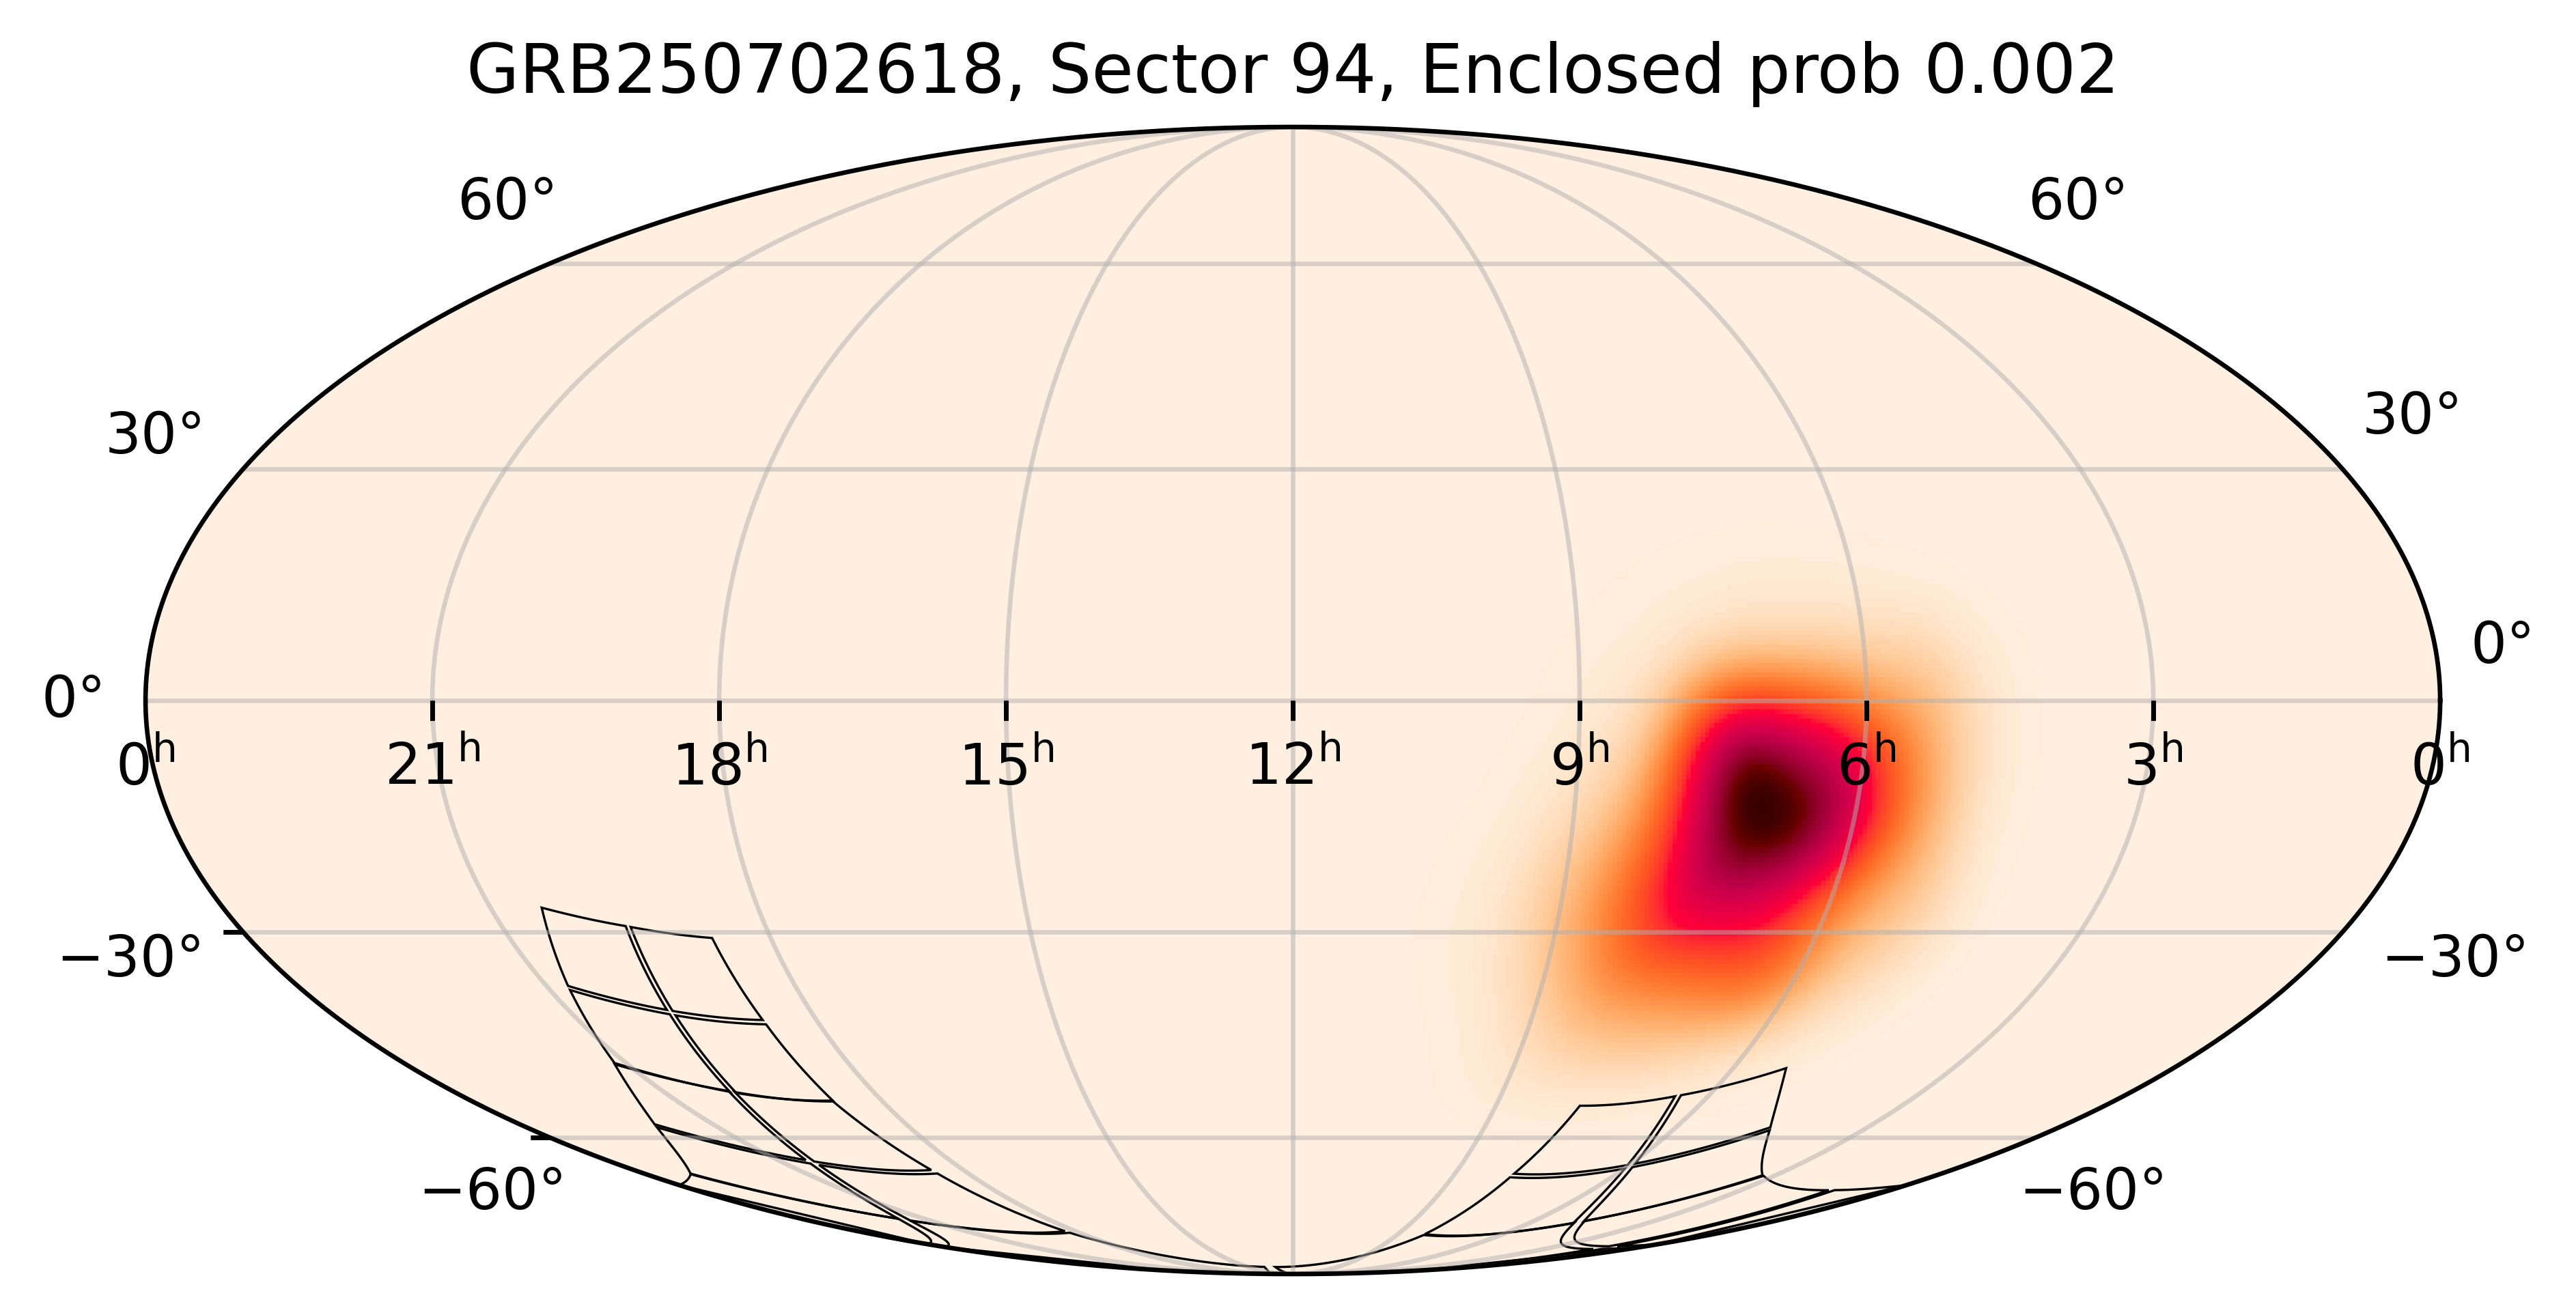 GRB250702618, Sector 94, Enclosed prob 0.002
60° 60°
30° 30°
0° 0°
0h 21h 18h 15h 12h 9h 6h 3h 0h
−30° −30°
−60° −60°